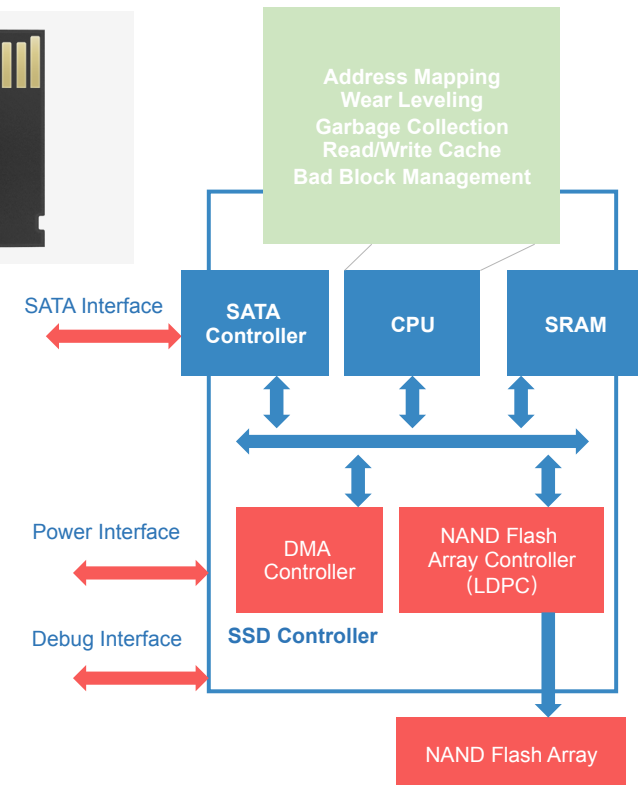 Address Mapping
Wear Leveling
Garbage Collection
Read/Write Cache
Bad Block Management
SATA Interface
SATA
Controller
CPU
SRAM
Power Interface
DMA
Controller
NAND Flash
Array Controller
（LDPC）
Debug Interface
SSD Controller
NAND Flash Array